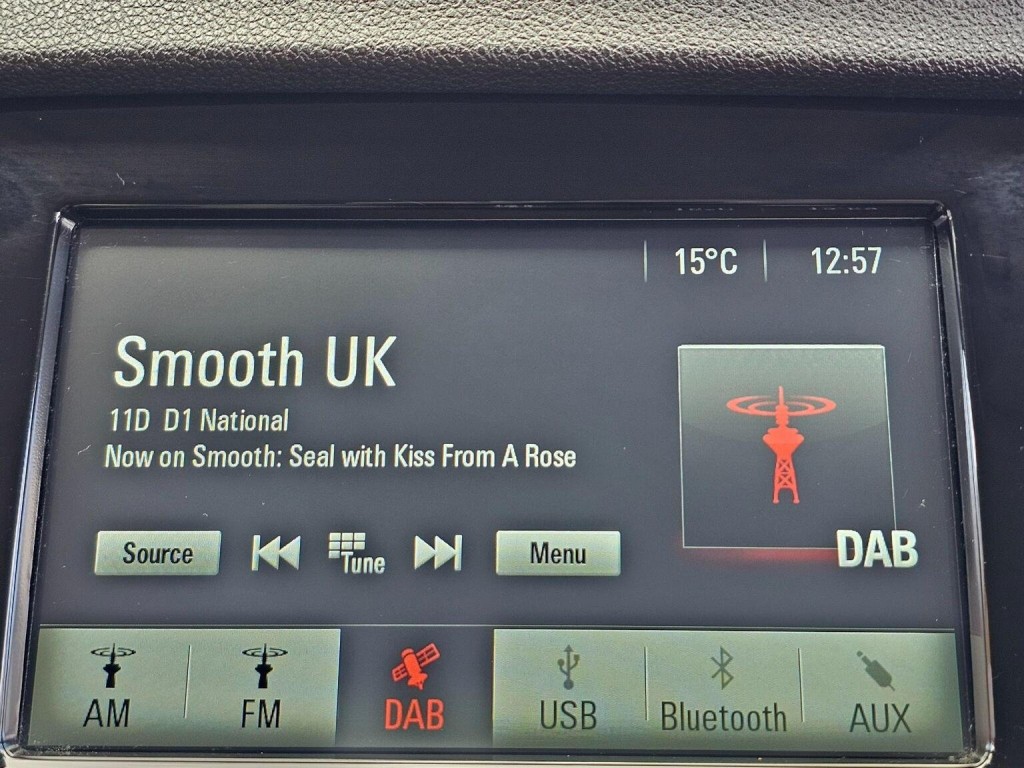 15°C 12:57
Smooth UK
11D D1 National
Now on Smooth: Seal with Kiss From A Rose
Source Tune Menu
DAB
AM FM DAB USB Bluetooth AUX